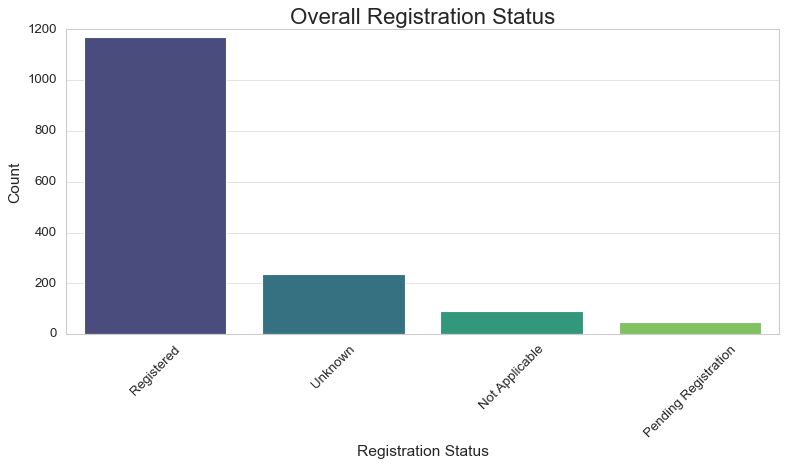 Overall Registration Status
Count
1200
1000
800
600
400
200
0
Registered
Unknown
Not Applicable
Pending Registration
Registration Status